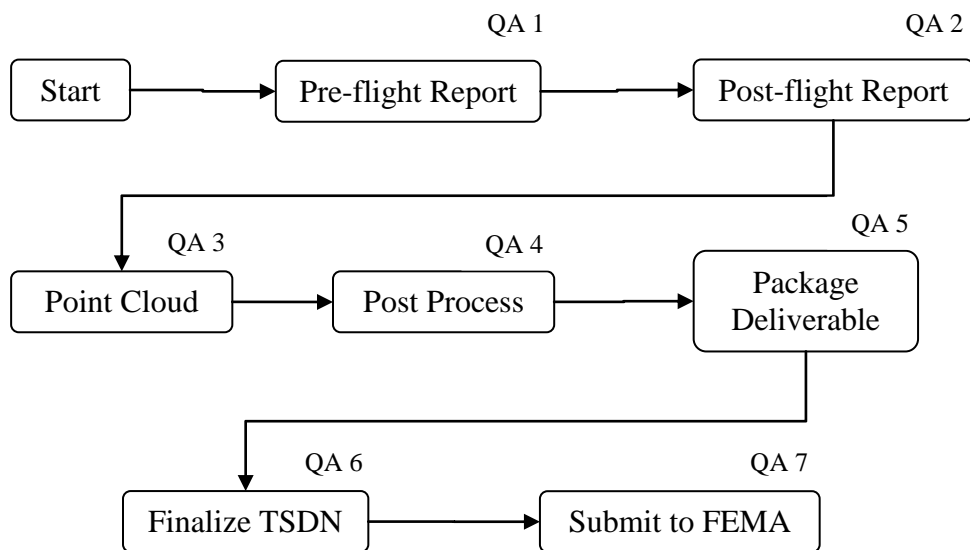 QA 1
QA 2
Start
Pre-flight Report
Post-flight Report
QA 3
QA 4
QA 5
Point Cloud
Post Process
Package
Deliverable
QA 6
QA 7
Finalize TSDN
Submit to FEMA